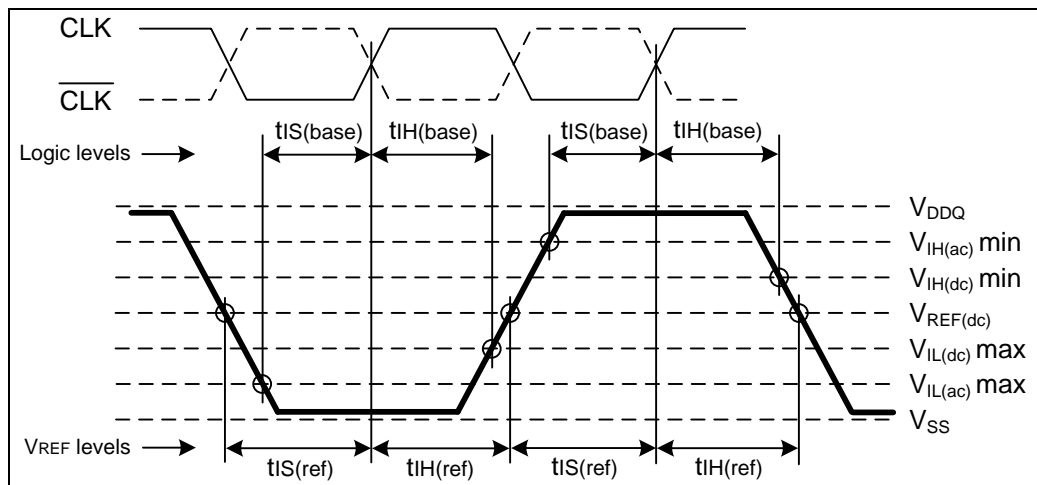 CLK
CLK
tIS(base) tIH(base) tIS(base) tIH(base)
Logic levels
VDDQ
VIH(ac) min
VIH(dc) min
VREF(dc)
VIL(dc) max
VIL(ac) max
VSS
VREF levels
tIS(ref) tIH(ref) tIS(ref) tIH(ref)